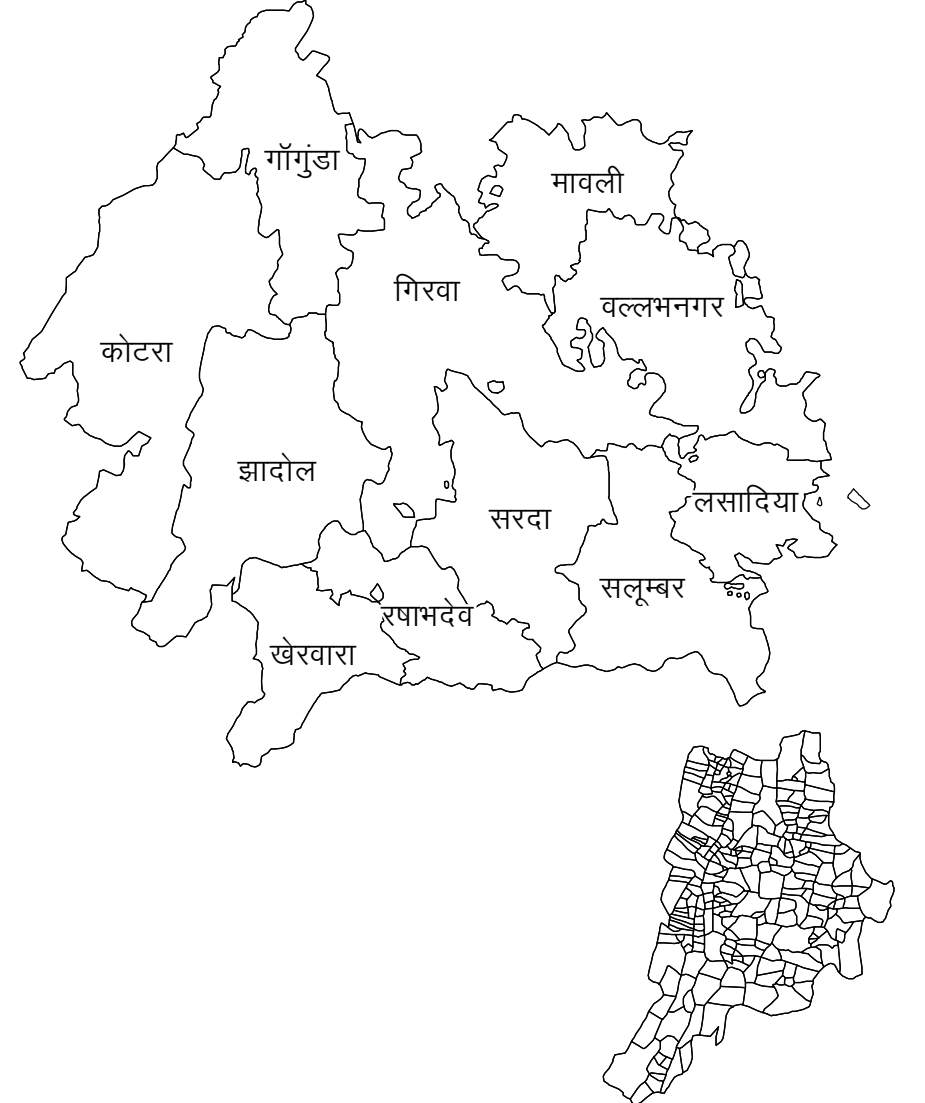 गॉगुंडा
मावली
गिरवा
वल्लभनगर
कोटरा
झादोल
लसादिया
सरदा
सलूम्बर
रषाभदेव
खेरवारा